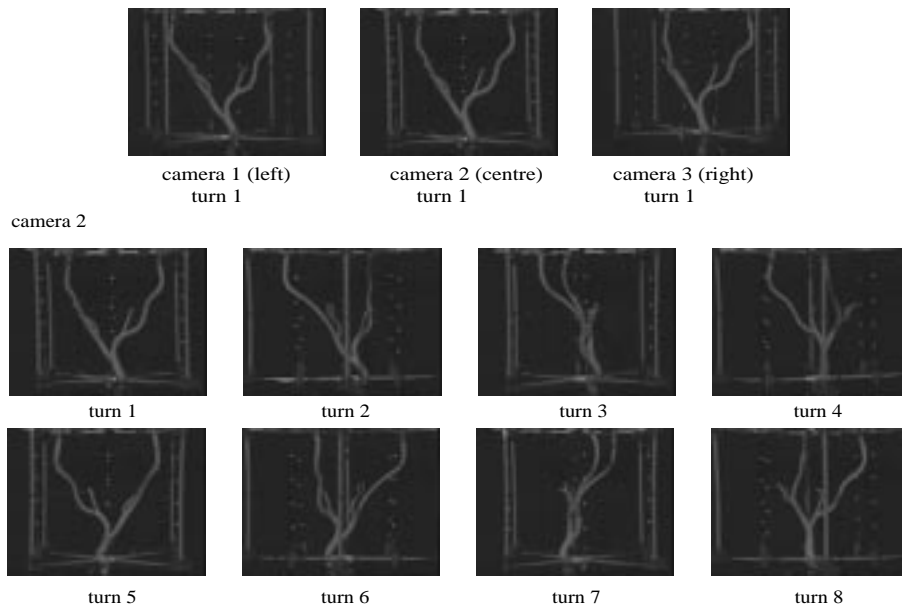 camera 1 (left) camera 2 (centre) camera 3 (right)
turn 1 turn 1 turn 1
camera 2
turn 1 turn 2 turn 3 turn 4
turn 5 turn 6 turn 7 turn 8